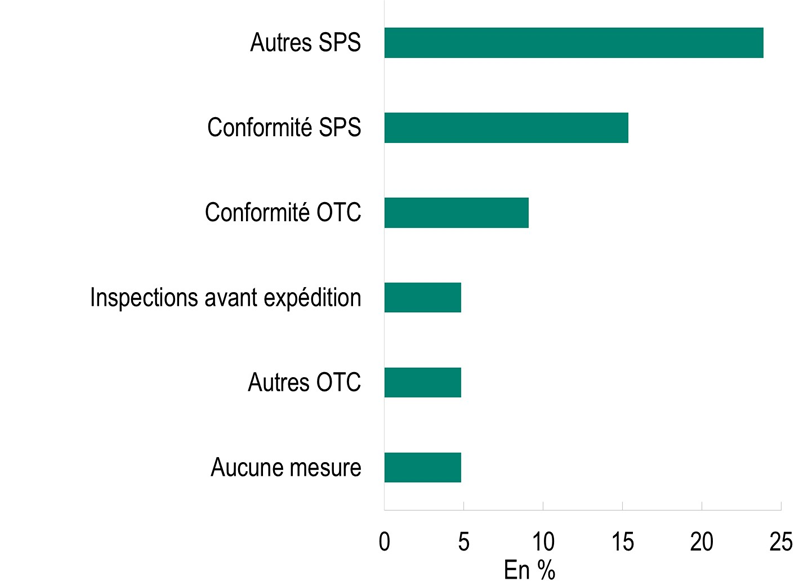 Autres SPS
Conformité SPS
Conformité OTC
Inspections avant expédition
Autres OTC
Aucune mesure
0 5 10 15 20 25
En %